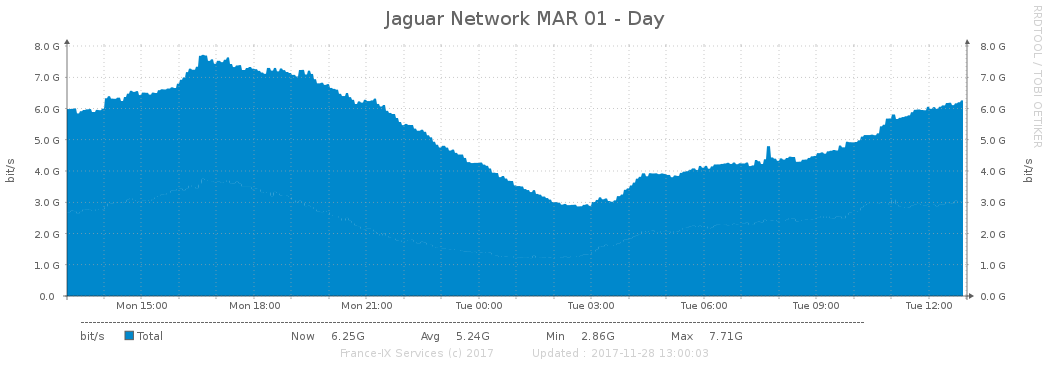 Jaguar Network MAR 01 - Day
RRDTOOL / TOBI OETIKER
bit/s
8.0 G
7.0 G
6.0 G
5.0 G
4.0 G
3.0 G
2.0 G
1.0 G
0.0
8.0 G
7.0 G
6.0 G
5.0 G
4.0 G
3.0 G
2.0 G
1.0 G
0.0 G
bit/s
Mon 15:00 Mon 18:00 Mon 21:00 Tue 00:00 Tue 03:00 Tue 06:00 Tue 09:00 Tue 12:00
bit/s Total Now 6.25G Avg 5.24G Min 2.86G Max 7.71G
France-IX Services (c) 2017 Updated : 2017-11-28 13:00:03